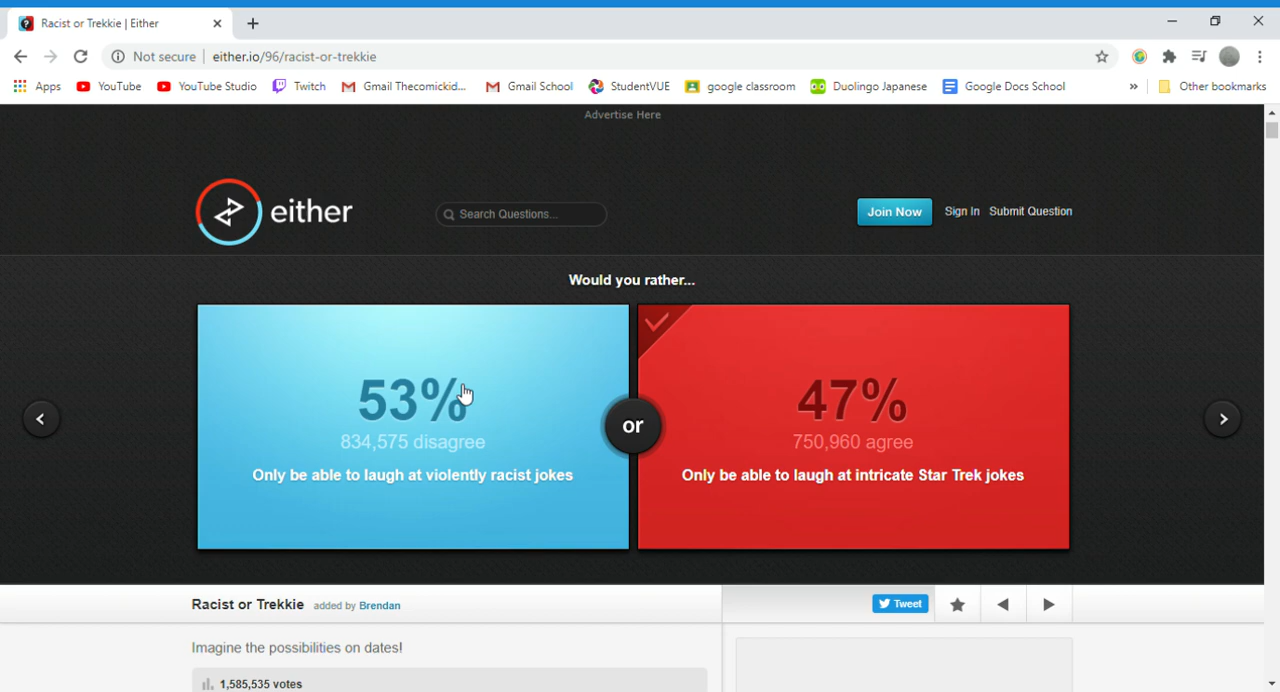 Racist or Trekkie | Either
Not secure | either.io/96/racist-or-trekkie
Apps YouTube YouTube Studio Twitch Gmail Thecomickid... Gmail School StudentVUE google classroom Duolingo Japanese Google Docs School » Other bookmarks
Advertise Here
either Search Questions... Join Now Sign In Submit Question
Would you rather...
53% or 47%
834,575 disagree 750,960 agree
Only be able to laugh at violently racist jokes Only be able to laugh at intricate Star Trek jokes
Racist or Trekkie added by Brendan Tweet
Imagine the possibilities on dates!
1,585,535 votes